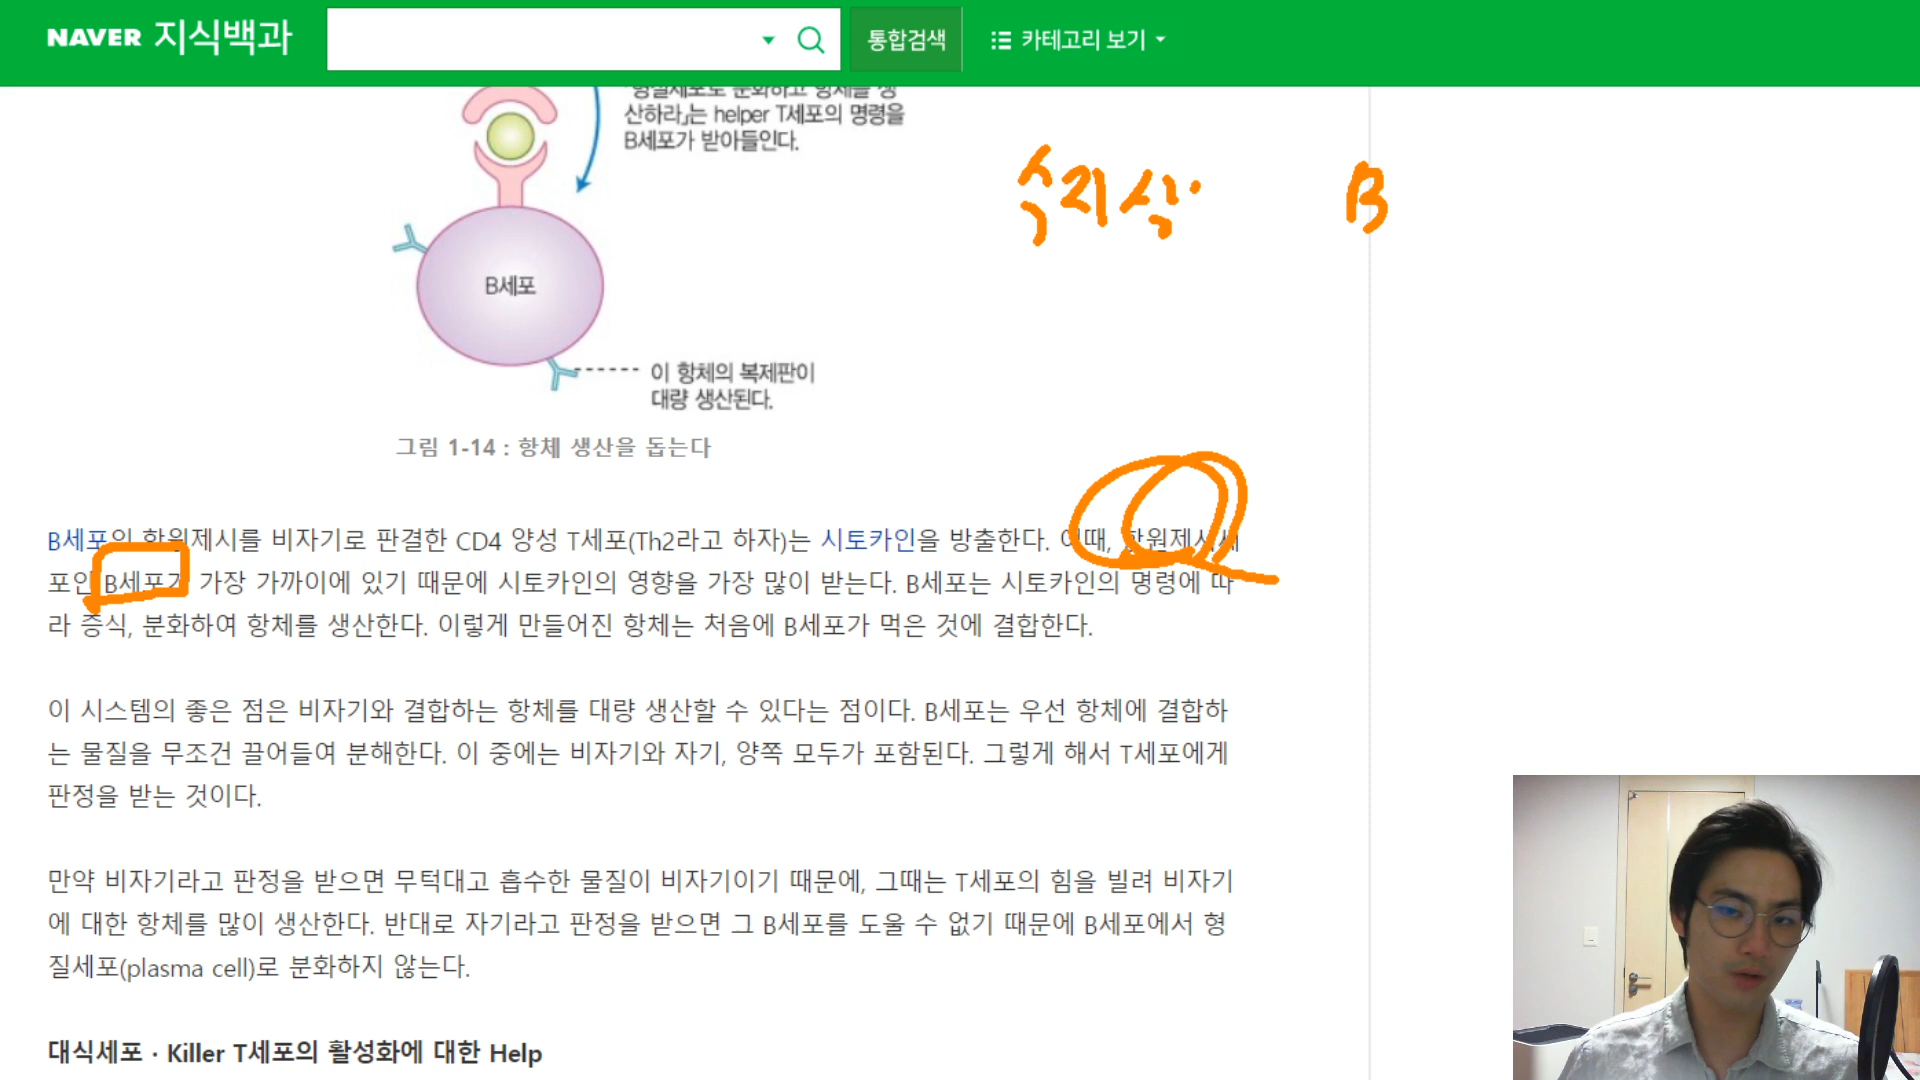 NAVER 지식백과
통합검색
카테고리 보기
산하라」는 helper T세포의 명령을
B세포가 받아들인다.
수지상
B
B세포
이 항체의 복제판이
대량 생산된다.
그림 1-14 : 항체 생산을 돕는다
B세포의 항원제시를 비자기로 판결한 CD4 양성 T세포(Th2라고 하자)는 시토카인을 방출한다. 이때, 항원제시세
포인 B세포가 가장 가까이에 있기 때문에 시토카인의 영향을 가장 많이 받는다. B세포는 시토카인의 명령에 따
라 증식, 분화하여 항체를 생산한다. 이렇게 만들어진 항체는 처음에 B세포가 먹은 것에 결합한다.
이 시스템의 좋은 점은 비자기와 결합하는 항체를 대량 생산할 수 있다는 점이다. B세포는 우선 항체에 결합하
는 물질을 무조건 끌어들여 분해한다. 이 중에는 비자기와 자기, 양쪽 모두가 포함된다. 그렇게 해서 T세포에게
판정을 받는 것이다.
만약 비자기라고 판정을 받으면 무턱대고 흡수한 물질이 비자기이기 때문에, 그때는 T세포의 힘을 빌려 비자기
에 대한 항체를 많이 생산한다. 반대로 자기라고 판정을 받으면 그 B세포를 도울 수 없기 때문에 B세포에서 형
질세포(plasma cell)로 분화하지 않는다.
대식세포 · Killer T세포의 활성화에 대한 Help